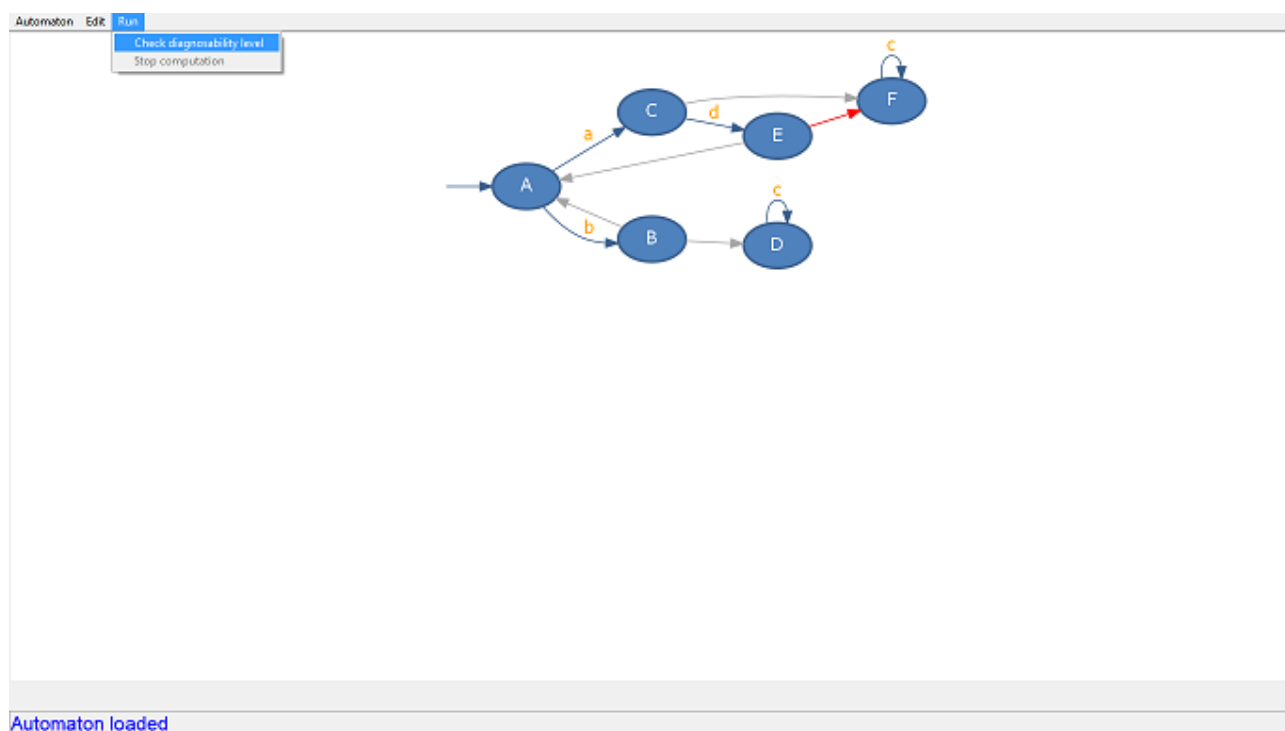 Automaton Edit Run
Check diagnosability level
Stop computation
c
F
C
d
E
a
A
c
b
B
D
Automaton loaded